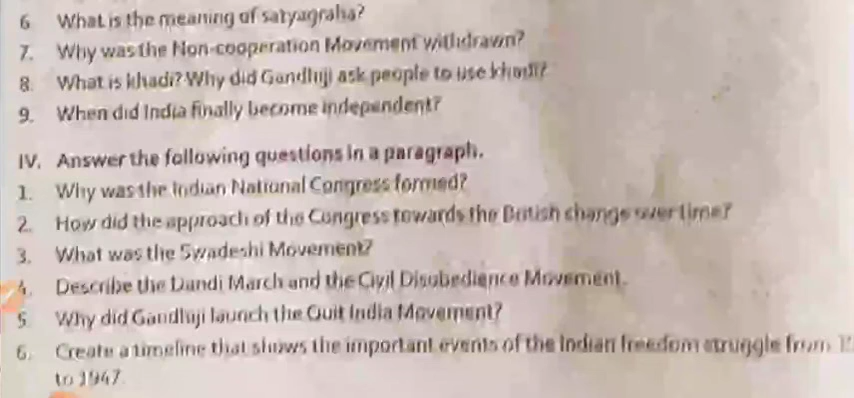 6. What is the meaning of satyagraha?
7. Why was the Non-cooperation Movement withdrawn?
8. What is khadi? Why did Gandhiji ask people to use khadi?
9. When did India finally become independent?
IV. Answer the following questions in a paragraph.
1. Why was the Indian National Congress formed?
2. How did the approach of the Congress towards the British change over time?
3. What was the Swadeshi Movement?
4. Describe the Dandi March and the Civil Disobedience Movement.
5. Why did Gandhiji launch the Quit India Movement?
6. Create a timeline that shows the important events of the Indian freedom struggle from
to 1947.